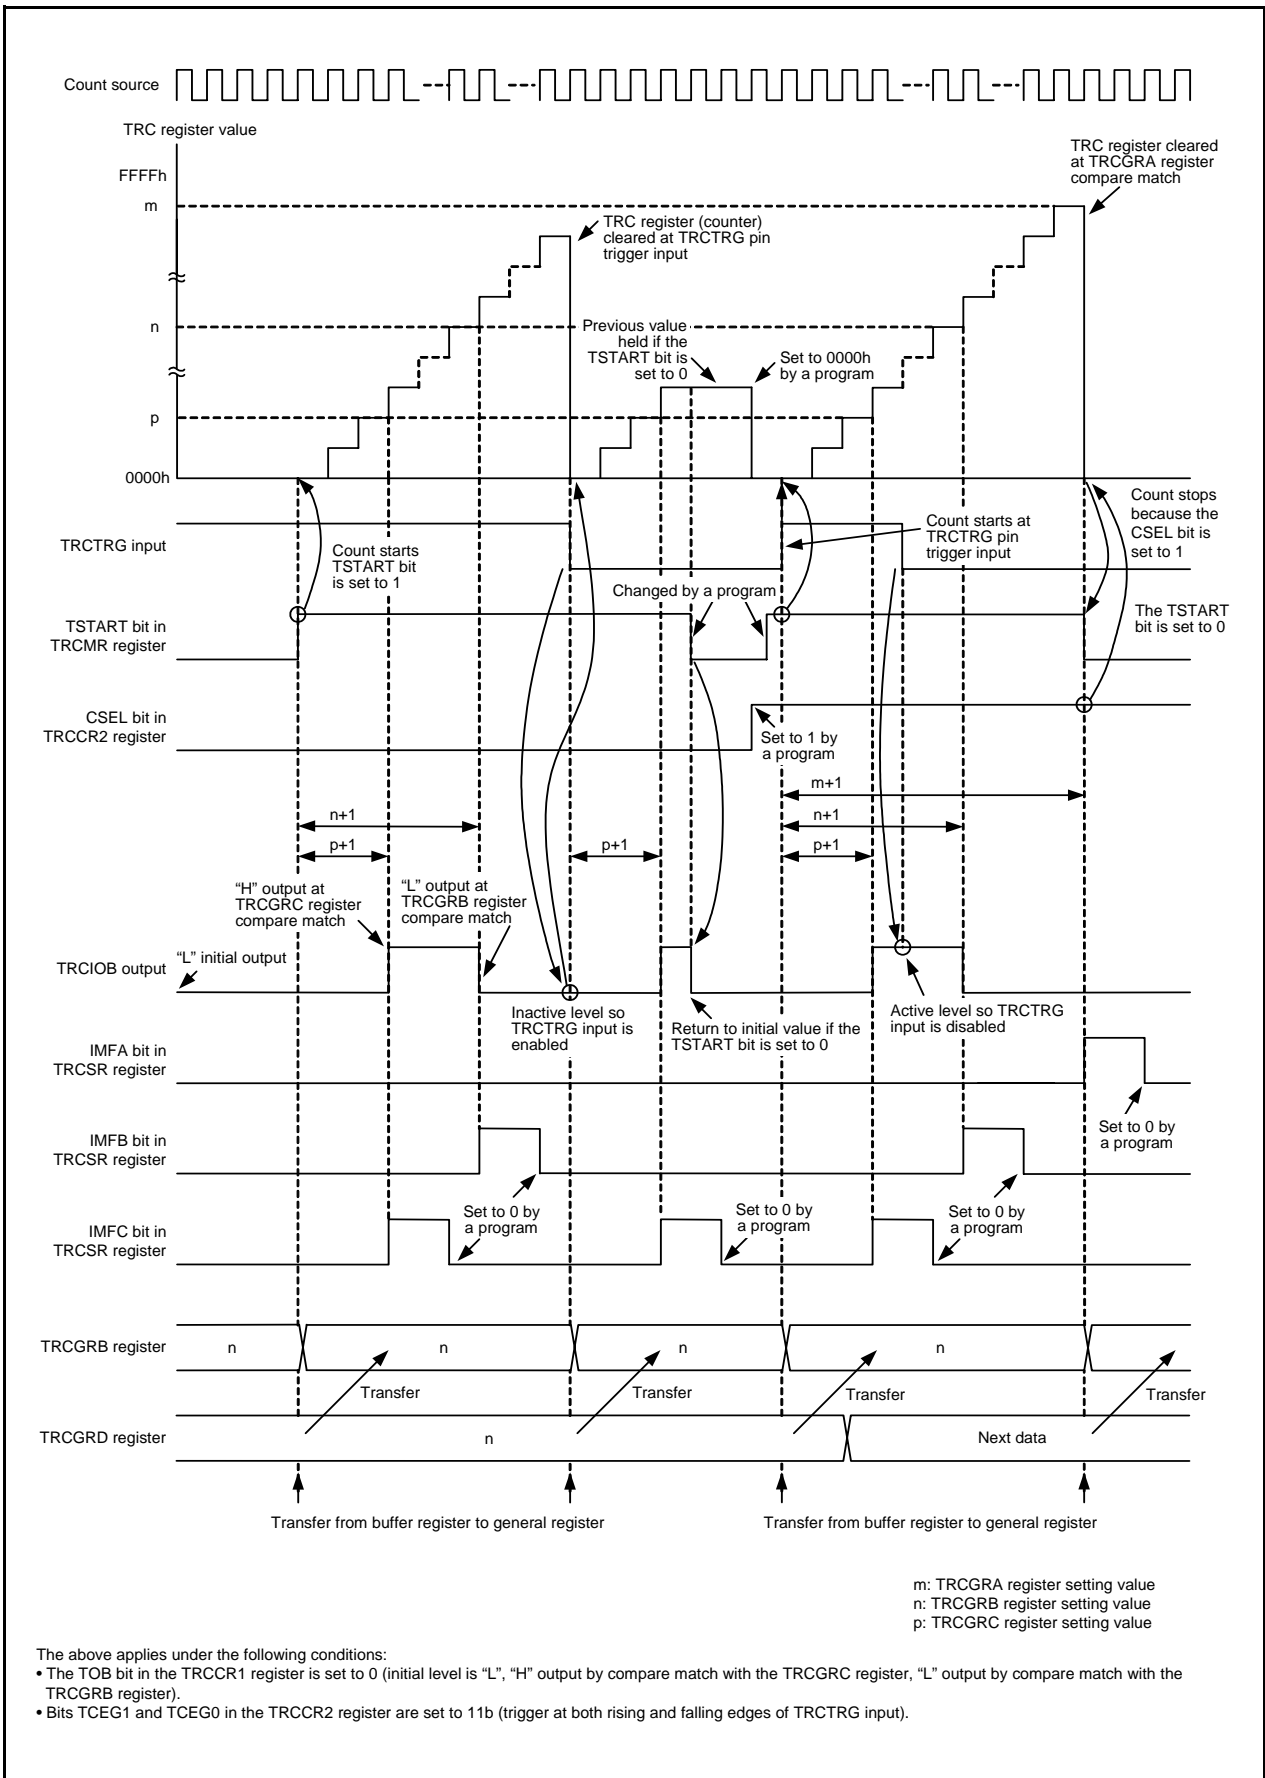 Count source
TRC register value
FFFFh
m
TRC register cleared
at TRCGRA register
compare match
TRC register (counter)
cleared at TRCTRG pin
trigger input
n
Previous value
held if the
TSTART bit is
set to 0
Set to 0000h
by a program
p
0000h
TRCTRG input
Count starts
TSTART bit
is set to 1
Count starts at
TRCTRG pin
trigger input
Count stops
because the
CSEL bit is
set to 1
Changed by a program
TSTART bit in
TRCMR register
The TSTART
bit is set to 0
CSEL bit in
TRCCR2 register
Set to 1 by
a program
m+1
n+1
n+1
p+1
p+1
p+1
“H” output at
TRCGRC register
compare match
“L” output at
TRCGRB register
compare match
TRCIOB output
“L” initial output
Inactive level so
TRCTRG input is
enabled
Return to initial value if the
TSTART bit is set to 0
Active level so TRCTRG
input is disabled
IMFA bit in
TRCSR register
Set to 0 by
a program
IMFB bit in
TRCSR register
Set to 0 by
a program
Set to 0 by
a program
Set to 0 by
a program
IMFC bit in
TRCSR register
TRCGRB register
n
n
n
n
Transfer
Transfer
Transfer
Transfer
TRCGRD register
n
Next data
Transfer from buffer register to general register
Transfer from buffer register to general register
m: TRCGRA register setting value
n: TRCGRB register setting value
p: TRCGRC register setting value
The above applies under the following conditions:
• The TOB bit in the TRCCR1 register is set to 0 (initial level is “L”, “H” output by compare match with the TRCGRC register, “L” output by compare match with the
TRCGRB register).
• Bits TCEG1 and TCEG0 in the TRCCR2 register are set to 11b (trigger at both rising and falling edges of TRCTRG input).